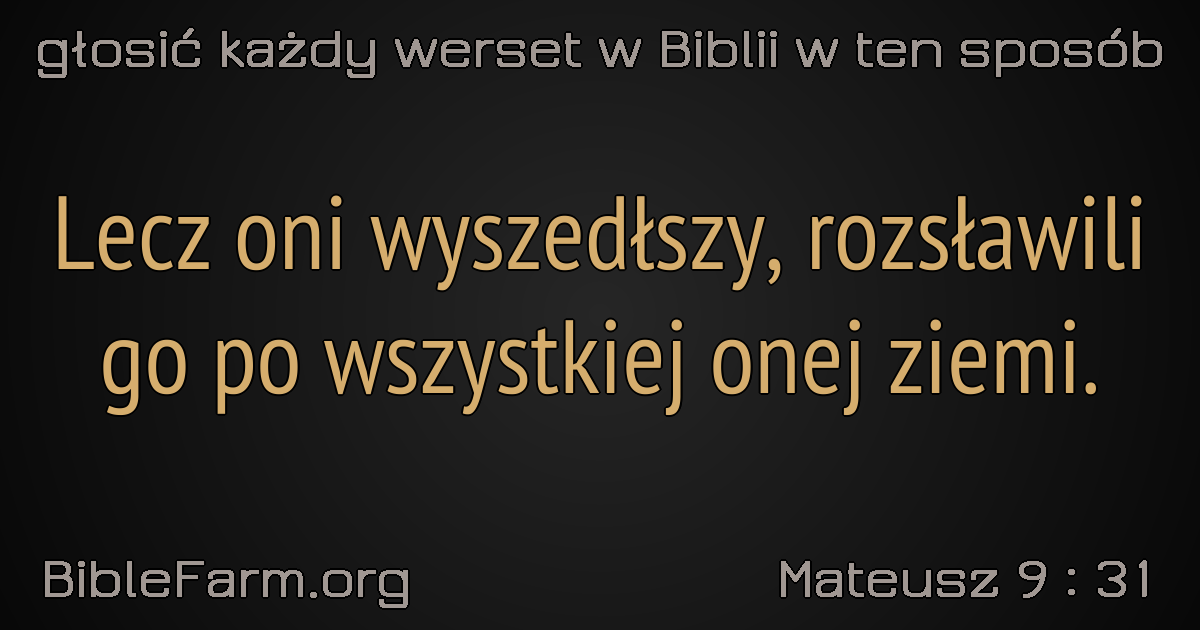 głosić każdy werset w Biblii w ten sposób
Lecz oni wyszedłszy, rozsławili
go po wszystkiej onej ziemi.
BibleFarm.org
Mateusz 9 : 31